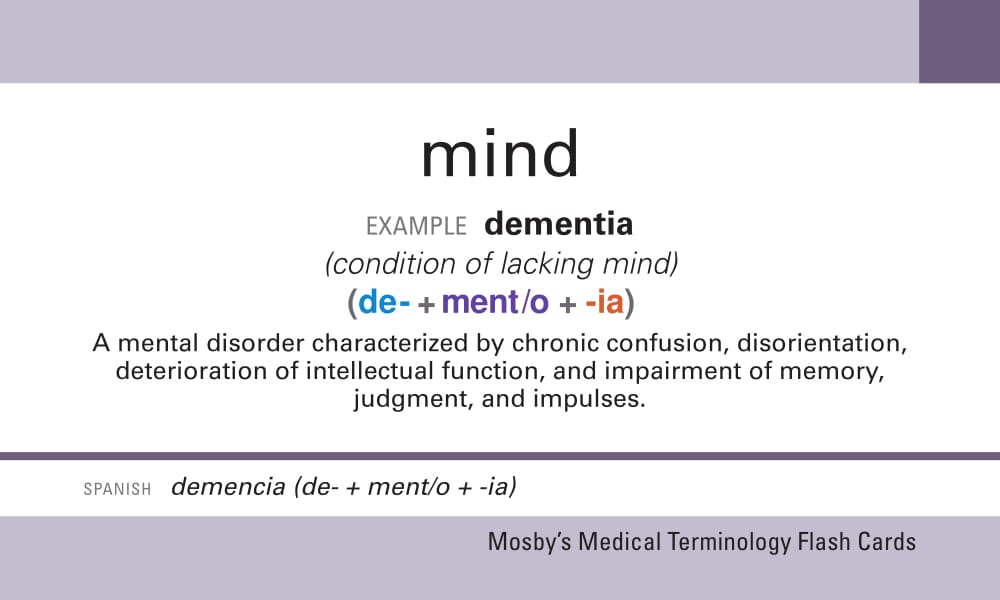 mind
EXAMPLE dementia
(condition of lacking mind)
(de- + ment/o + -ia)
A mental disorder characterized by chronic confusion, disorientation,
deterioration of intellectual function, and impairment of memory,
judgment, and impulses.
SPANISH demencia (de- + ment/o + -ia)
Mosby's Medical Terminology Flash Cards